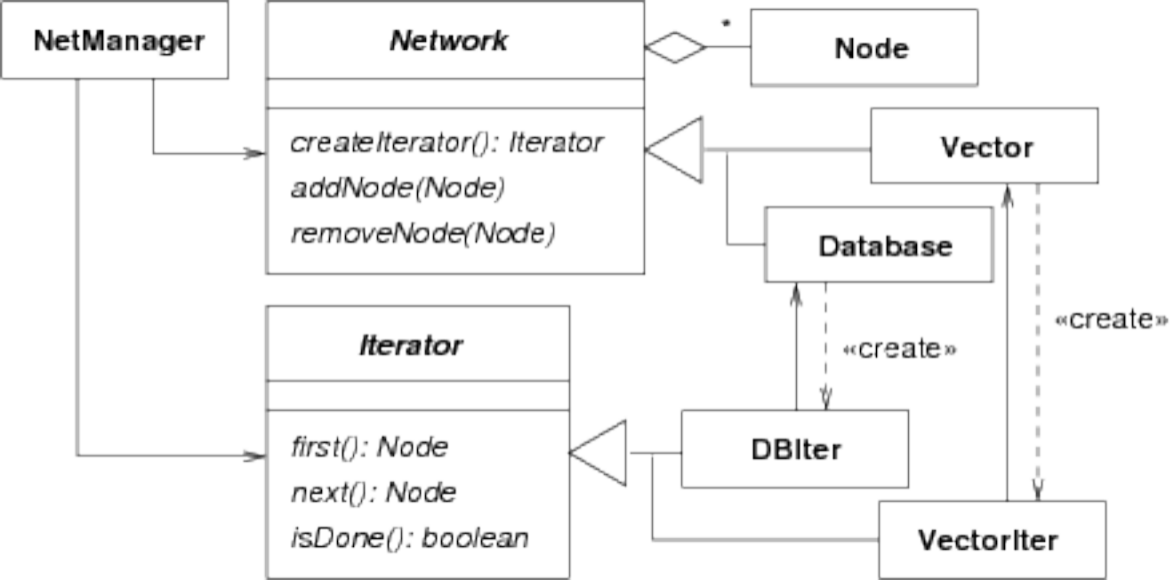 NetManager
Network
createIterator(): Iterator
addNode(Node)
removeNode(Node)
*
Node
Vector
Database
«create»
«create»
Iterator
first(): Node
next(): Node
isDone(): boolean
DBIter
VectorIter